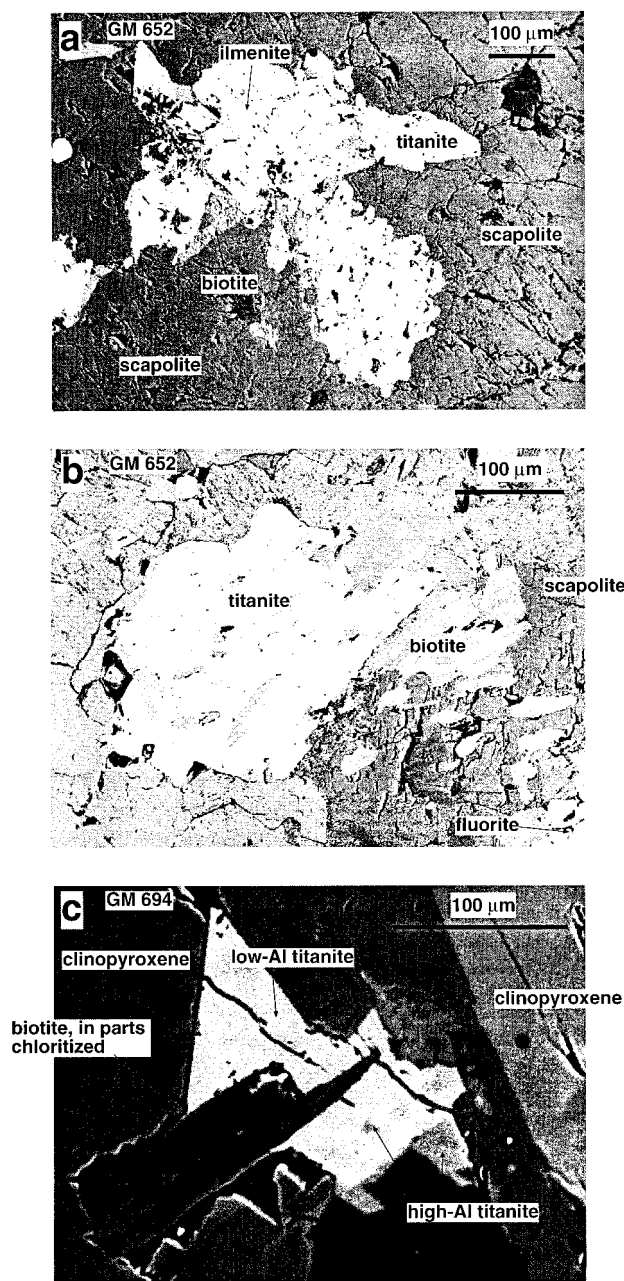 a
GM 652
100 μm
ilmenite
titanite
scapolite
biotite
scapolite
b
GM 652
100 μm
titanite
scapolite
biotite
fluorite
c
GM 694
100 μm
clinopyroxene
low-Al titanite
clinopyroxene
biotite, in parts
chloritized
high-Al titanite